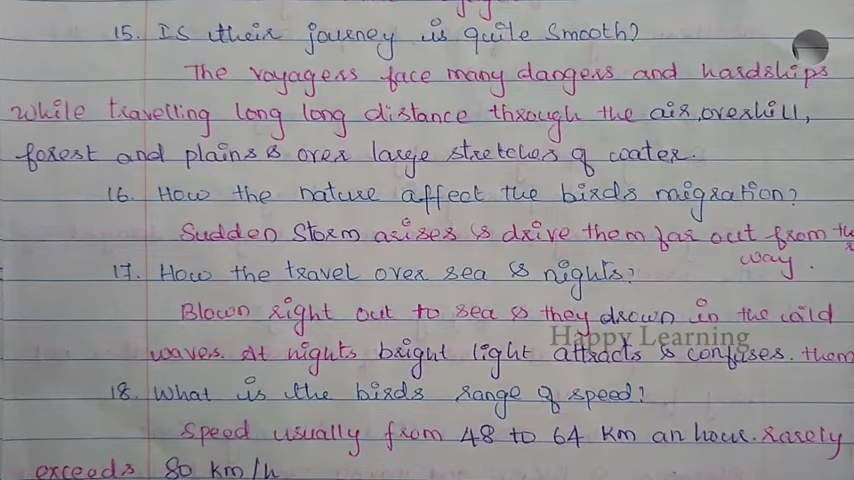 15. Is their journey is quite smooth?
The voyagers face many dangers and hardships
while travelling long long distance through the air, overhill,
forest and plains & over large stretches of water.
16. How the nature affect the birds migration?
Sudden storm arises & drive them far out from their
way.
17. How the travel over sea & nights?
Blown right out to sea & they drown in the wild
Happy Learning
waves. At nights bright light attracts & confuses. them
18. What is the birds range of speed?
Speed usually from 48 to 64 km an hour. rarely
exceeds 80 km/h